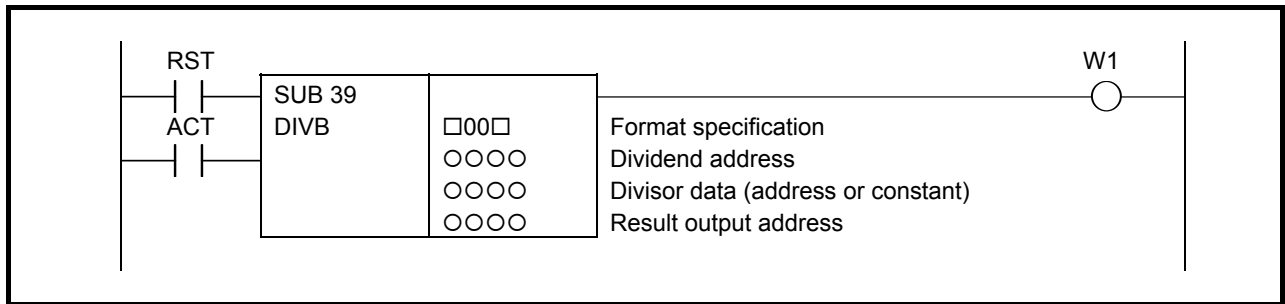 RST W1
SUB 39
ACT DIVB □00□ Format specification
○○○○ Dividend address
○○○○ Divisor data (address or constant)
○○○○ Result output address